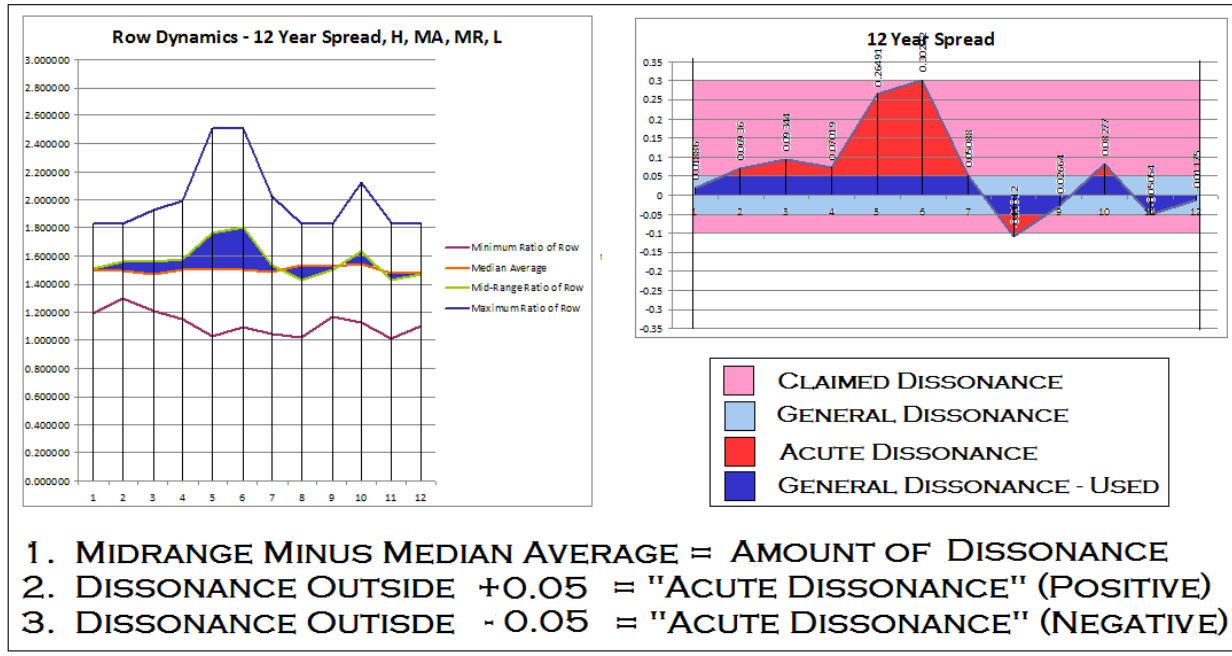 Row Dynamics - 12 Year Spread, H, MA, MR, L
3.000000
2.800000
2.600000
2.400000
2.200000
2.000000
1.800000
1.600000
1.400000
1.200000
1.000000
0.800000
0.600000
0.400000
0.200000
0.000000
1 2 3 4 5 6 7 8 9 10 11 12
Minimum Ratio of Row
Median Average
Mid-Range Ratio of Row
Maximum Ratio of Row
12 Year Spread
0.35
0.3
0.25
0.2
0.15
0.1
0.05
0
-0.05
-0.1
-0.15
-0.2
-0.25
-0.3
-0.35
0.01886
0.06936
0.09344
0.07019
0.26491
0.05088
0.02664
0.08277
0.01175
1 2 3 4 5 6 7 8 9 10 11 12
CLAIMED DISSONANCE
GENERAL DISSONANCE
ACUTE DISSONANCE
GENERAL DISSONANCE - USED
1. MIDRANGE MINUS MEDIAN AVERAGE = AMOUNT OF DISSONANCE
2. DISSONANCE OUTSIDE +0.05 = "ACUTE DISSONANCE" (POSITIVE)
3. DISSONANCE OUTISDE - 0.05 = "ACUTE DISSONANCE" (NEGATIVE)